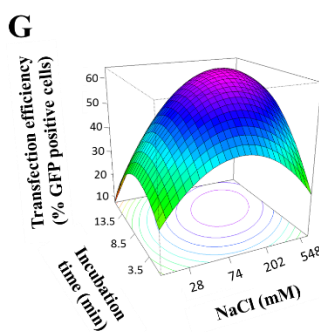 G
Transfection efficiency
(% GFP positive cells)
60
50
40
30
20
10
13.5
8.5
3.5
Incubation
time (min)
28
74
202
548
NaCl (mM)